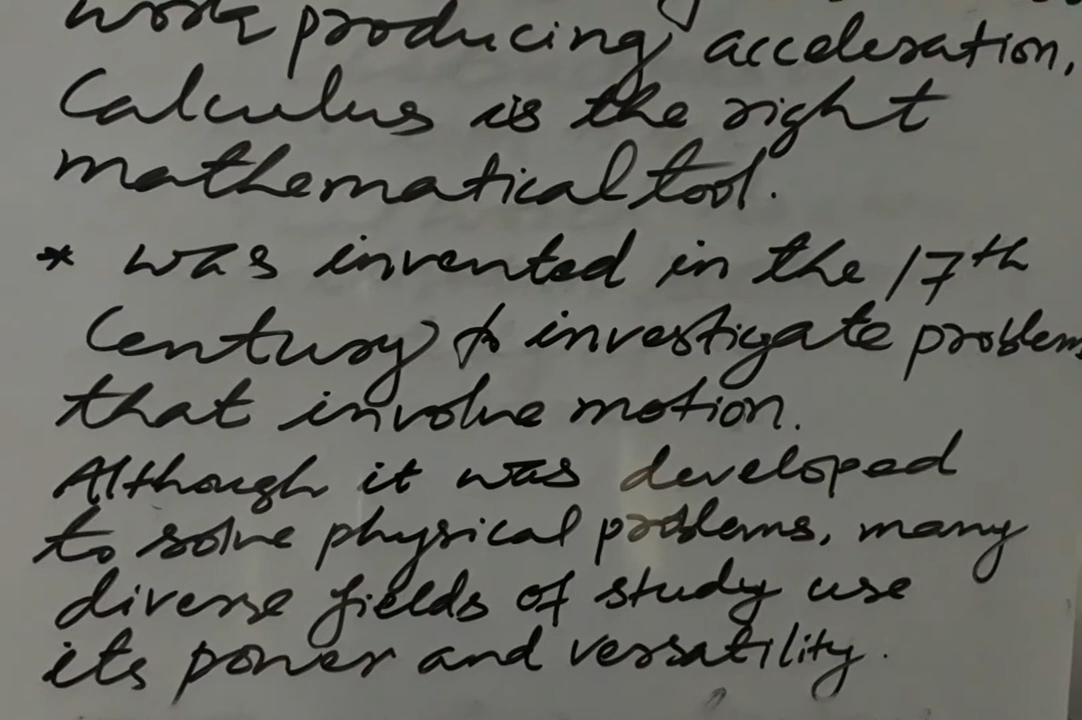 work producing acceleration,
Calculus is the right
mathematical tool.
* was invented in the 17th
Century to investigate problems
that involve motion.
Although it was developed
to solve physical problems, many
diverse fields of study use
its power and versatility.